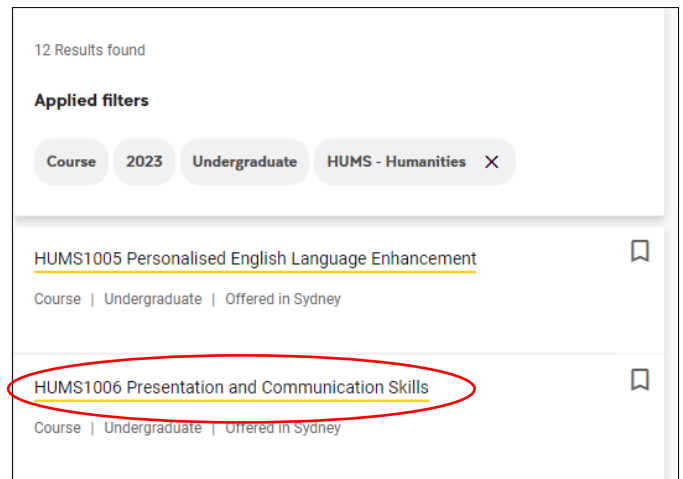 12 Results found
Applied filters
Course 2023 Undergraduate HUMS - Humanities
HUMS1005 Personalised English Language Enhancement
Course | Undergraduate | Offered in Sydney
HUMS1006 Presentation and Communication Skills
Course | Undergraduate | Offered in Sydney